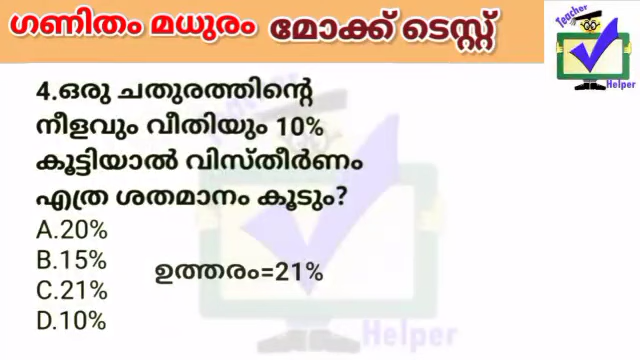 ഗണിതം മധുരം മോക്ക് ടെസ്റ്റ്
Teacher
Helper
4.ഒരു ചതുരത്തിന്റെ
നീളവും വീതിയും 10%
കൂട്ടിയാൽ വിസ്തീർണം
എത്ര ശതമാനം കൂടും?
A.20%
B.15%
ഉത്തരം=21%
C.21%
D.10%
Helper